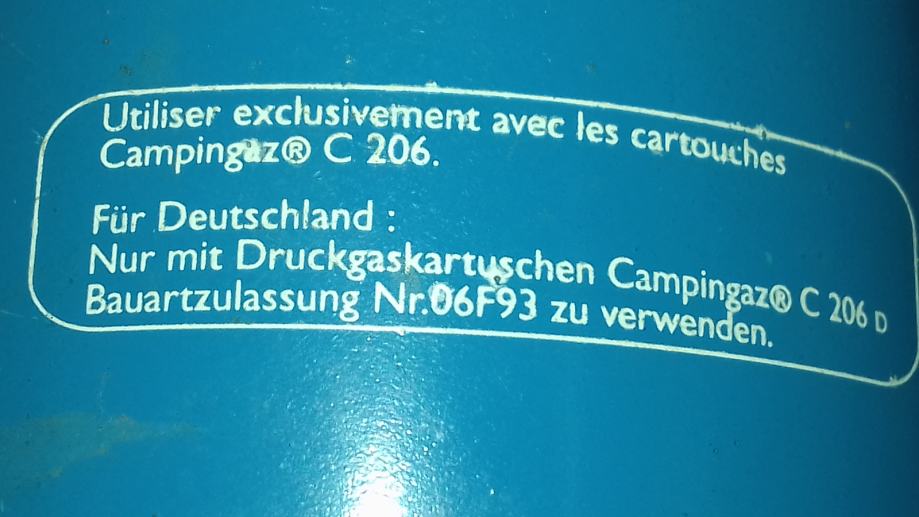 Utiliser exclusivement avec les cartouches
Campingaz® C 206.
Für Deutschland :
Nur mit Druckgaskartuschen Campingaz® C 206 D
Bauartzulassung Nr.06F93 zu verwenden.